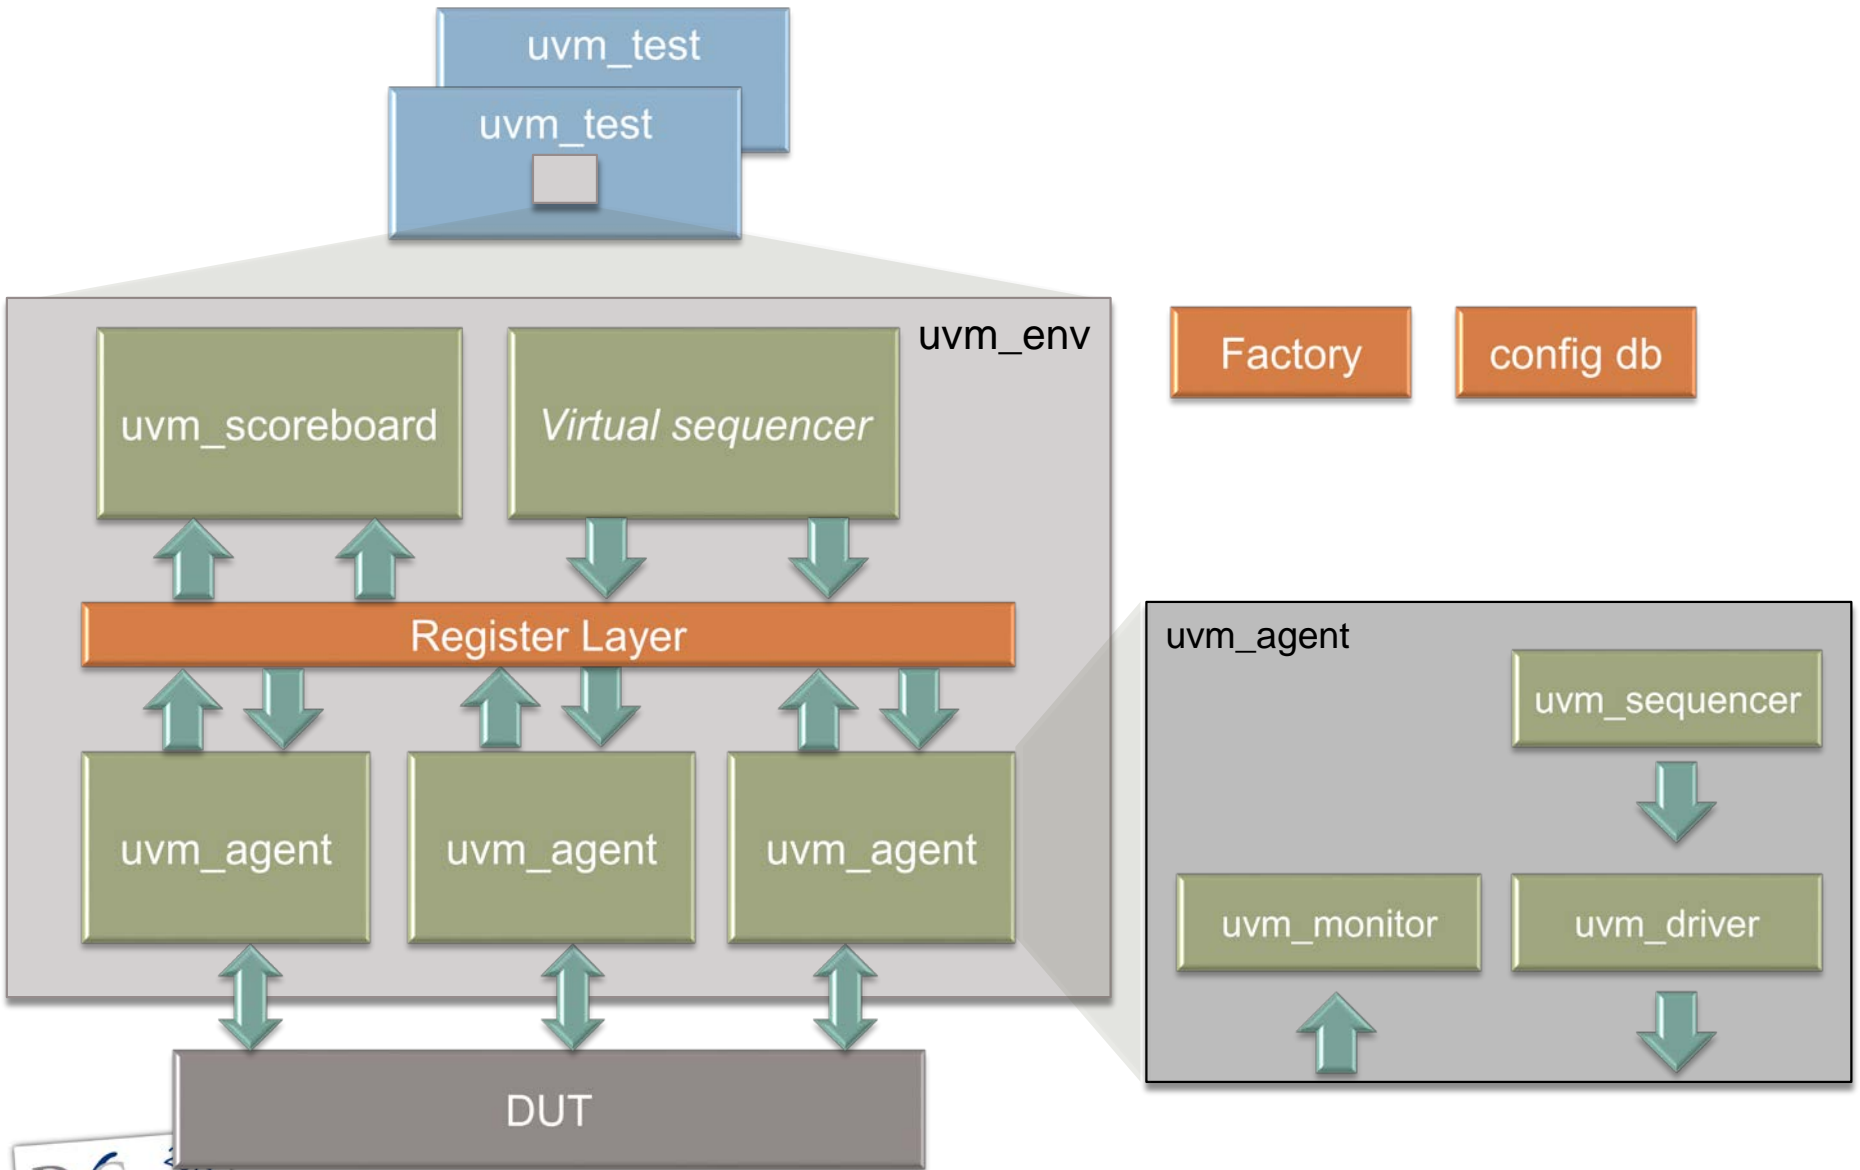 uvm_test
uvm_test
uvm_env
uvm_scoreboard
Virtual sequencer
Factory
config db
Register Layer
uvm_agent
uvm_sequencer
uvm_agent
uvm_agent
uvm_agent
uvm_monitor
uvm_driver
DUT